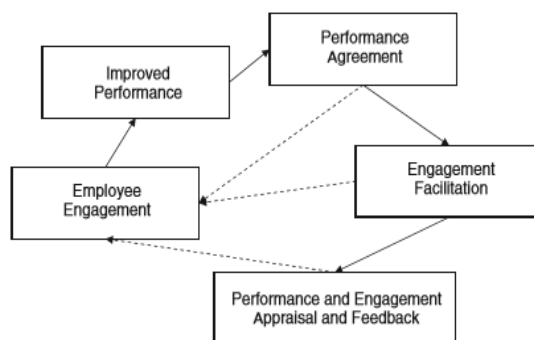 Performance
Agreement
Improved
Performance
Engagement
Facilitation
Employee
Engagement
Performance and Engagement
Appraisal and Feedback